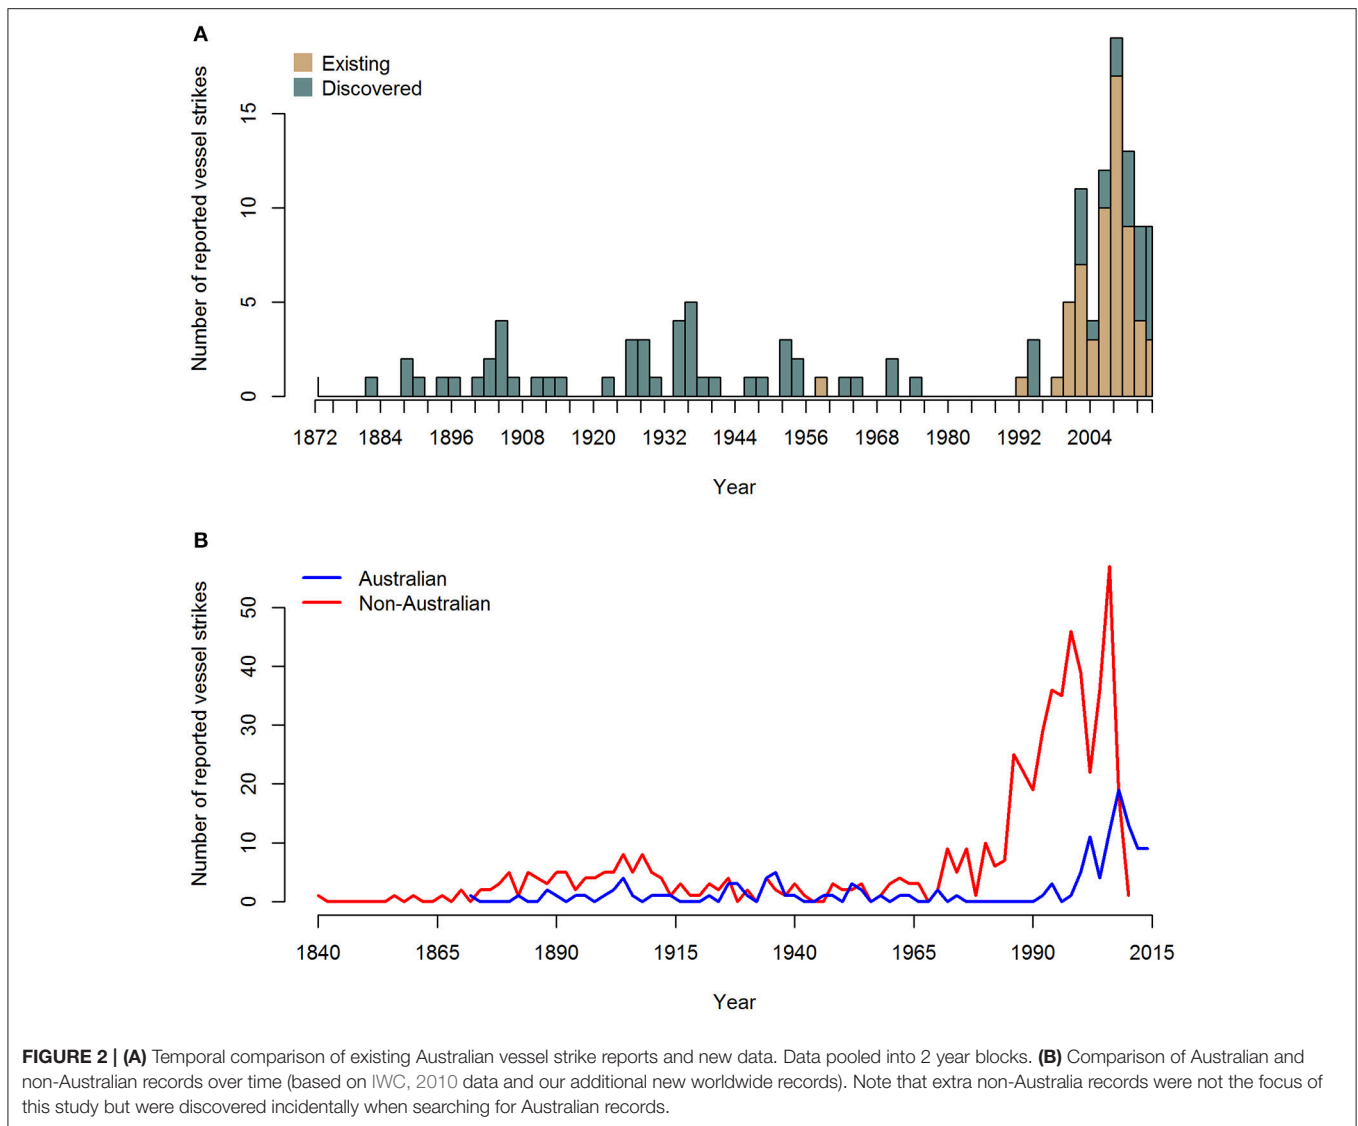 A
Existing
Discovered
Number of reported vessel strikes
15
10
5
0
1872 1884 1896 1908 1920 1932 1944 1956 1968 1980 1992 2004
Year
B
Australian
Non-Australian
Number of reported vessel strikes
50
40
30
20
10
0
1840 1865 1890 1915 1940 1965 1990 2015
Year
FIGURE 2 | (A) Temporal comparison of existing Australian vessel strike reports and new data. Data pooled into 2 year blocks. (B) Comparison of Australian and
non-Australian records over time (based on IWC, 2010 data and our additional new worldwide records). Note that extra non-Australia records were not the focus of
this study but were discovered incidentally when searching for Australian records.